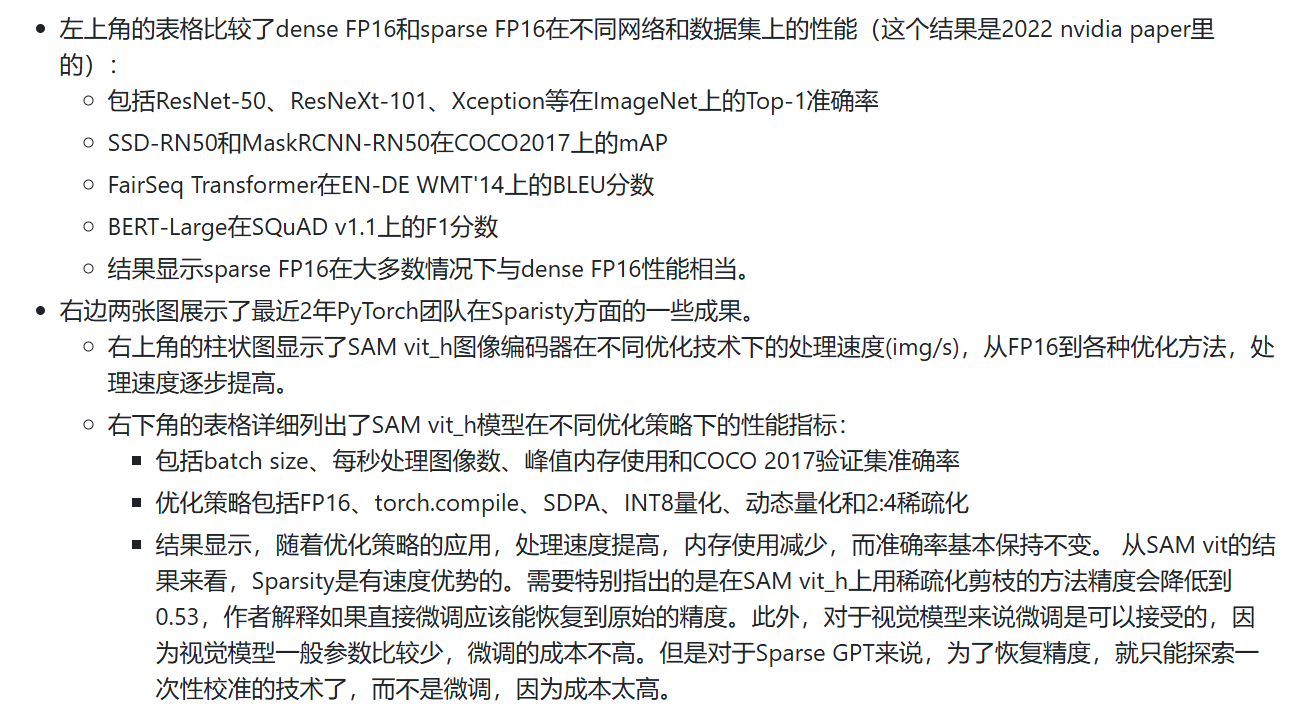 左上角的表格比较了dense FP16和sparse FP16在不同网络和数据集上的性能（这个结果是2022 nvidia paper里
的）：
包括ResNet-50、ResNeXt-101、Xception等在ImageNet上的Top-1准确率
SSD-RN50和MaskRCNN-RN50在COCO2017上的mAP
FairSeq Transformer在EN-DE WMT'14上的BLEU分数
BERT-Large在SQuAD v1.1上的F1分数
结果显示sparse FP16在大多数情况下与dense FP16性能相当。
右边两张图展示了最近2年PyTorch团队在Sparisty方面的一些成果。
右上角的柱状图显示了SAM vit_h图像编码器在不同优化技术下的处理速度(img/s)，从FP16到各种优化方法，处
理速度逐步提高。
右下角的表格详细列出了SAM vit_h模型在不同优化策略下的性能指标：
包括batch size、每秒处理图像数、峰值内存使用和COCO 2017验证集准确率
优化策略包括FP16、torch.compile、SDPA、INT8量化、动态量化和2:4稀疏化
结果显示，随着优化策略的应用，处理速度提高，内存使用减少，而准确率基本保持不变。 从SAM vit的结
果来看，Sparsity是有速度优势的。需要特别指出的是在SAM vit_h上用稀疏化剪枝的方法精度会降低到
0.53，作者解释如果直接微调应该能恢复到原始的精度。此外，对于视觉模型来说微调是可以接受的，因
为视觉模型一般参数比较少，微调的成本不高。但是对于Sparse GPT来说，为了恢复精度，就只能探索一
次性校准的技术了，而不是微调，因为成本太高。